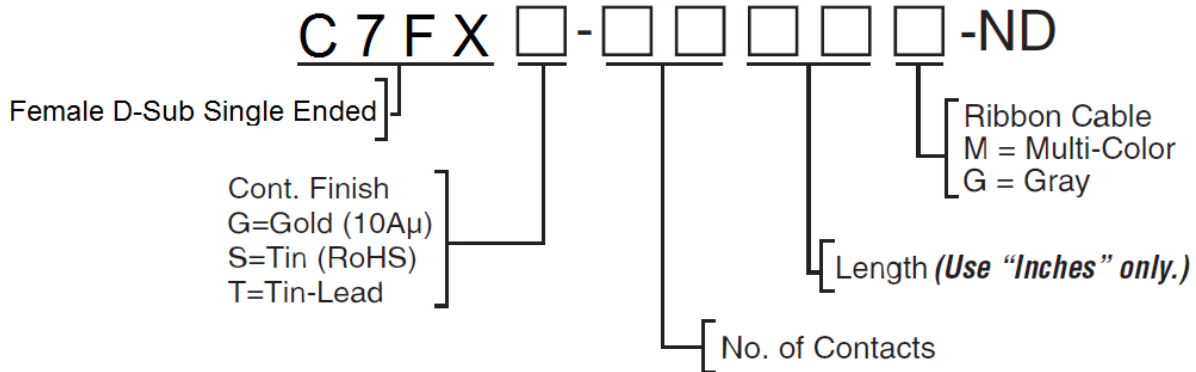 C 7 F X □ - □ □ □ □ □ -ND
Female D-Sub Single Ended
Ribbon Cable
M = Multi-Color
G = Gray
Cont. Finish
G=Gold (10Aµ)
S=Tin (RoHS)
T=Tin-Lead
Length (Use “Inches” only.)
No. of Contacts